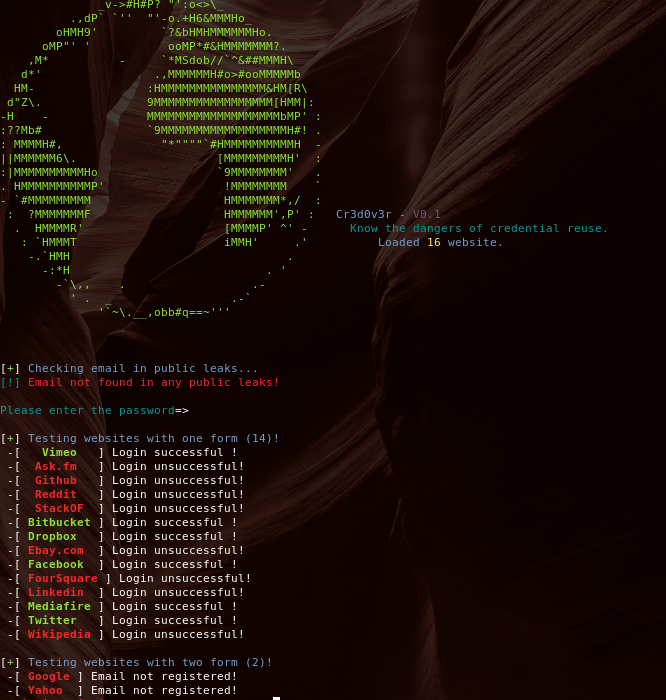 _v->#H#P? "':o<>\_
.,dP` `'' "'-o.+H6&MMMHo_
oHMH9' `?&bHMHMMMMMMHo.
oMP"' ' ooMP*#&HMMMMMMM?.
,M* - `*MSdob//`^&##MMMH\
d*' .,MMMMMMH#o>#ooMMMMMb
HM- :HMMMMMMMMMMMMMMM&HM[R\
d"Z\. 9MMMMMMMMMMMMMMMMM[HMM|:
-H - MMMMMMMMMMMMMMMMMMMbMP' :
:??Mb# `9MMMMMMMMMMMMMMMMMMH#! .
: MMMMH#, "*""""`#HMMMMMMMMMMH -
||MMMMMM6\. [MMMMMMMMMH' :
:|MMMMMMMMMMHo `9MMMMMMMM' .
. HMMMMMMMMMMP' !MMMMMMMM `
- `#MMMMMMMMM HMMMMMMM*,/ :
: ?MMMMMMMF HMMMMMM',P' : Cr3d0v3r - V0.1
. HMMMMR' [MMMMP' ^' - Know the dangers of credential reuse.
: `HMMMT iMMH' .' Loaded 16 website.
-.`HMH .
-:*H . '
-`\,, . .-
' . _ .-`
'`~\.__,obb#q==~'''
[+] Checking email in public leaks...
[!] Email not found in any public leaks!
Please enter the password=>
[+] Testing websites with one form (14)!
-[ Vimeo ] Login successful !
-[ Ask.fm ] Login unsuccessful!
-[ Github ] Login unsuccessful!
-[ Reddit ] Login unsuccessful!
-[ StackOF ] Login unsuccessful!
-[ Bitbucket ] Login successful !
-[ Dropbox ] Login successful !
-[ Ebay.com ] Login unsuccessful!
-[ Facebook ] Login successful !
-[ FourSquare ] Login unsuccessful!
-[ Linkedin ] Login unsuccessful!
-[ Mediafire ] Login successful !
-[ Twitter ] Login successful !
-[ Wikipedia ] Login unsuccessful!
[+] Testing websites with two form (2)!
-[ Google ] Email not registered!
-[ Yahoo ] Email not registered!